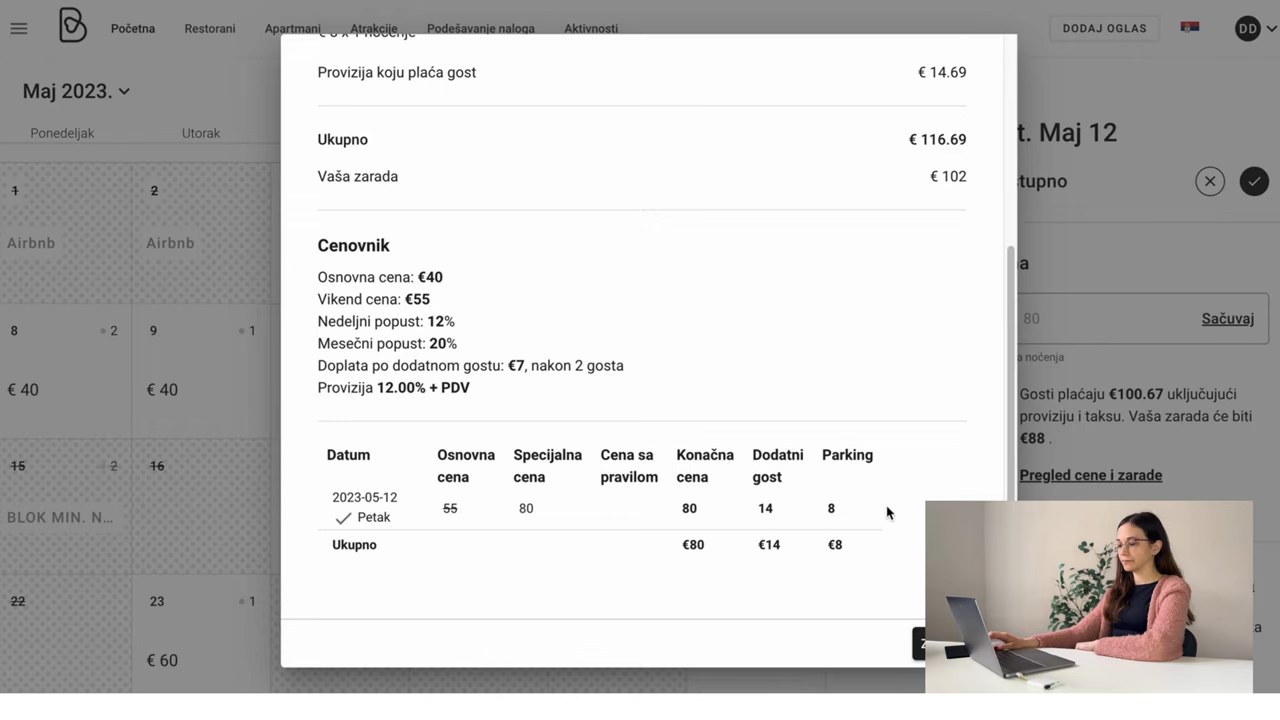 Početna
Restorani
Apartmani
Atrakcije
Podešavanje naloga
Aktivnosti
DODAJ OGLAS
DD
Maj 2023.
Ponedeljak
Utorak
1
Airbnb
2
Airbnb
8
2
€ 40
9
1
€ 40
15
2
BLOK MIN. N...
16
22
23
1
€ 60
Provizija koju plaća gost
€ 14.69
Ukupno
€ 116.69
Vaša zarada
€ 102
Cenovnik
Osnovna cena: €40
Vikend cena: €55
Nedeljni popust: 12%
Mesečni popust: 20%
Doplata po dodatnom gostu: €7, nakon 2 gosta
Provizija 12.00% + PDV
Datum
Osnovna cena
Specijalna cena
Cena sa pravilom
Konačna cena
Dodatni gost
Parking
2023-05-12
Petak
55
80
80
14
8
Ukupno
€80
€14
€8
t. Maj 12
tupno
a
80
Sačuvaj
a noćenja
Gosti plaćaju €100.67 uključujući
proviziju i taksu. Vaša zarada će biti
€88 .
Pregled cene i zarade